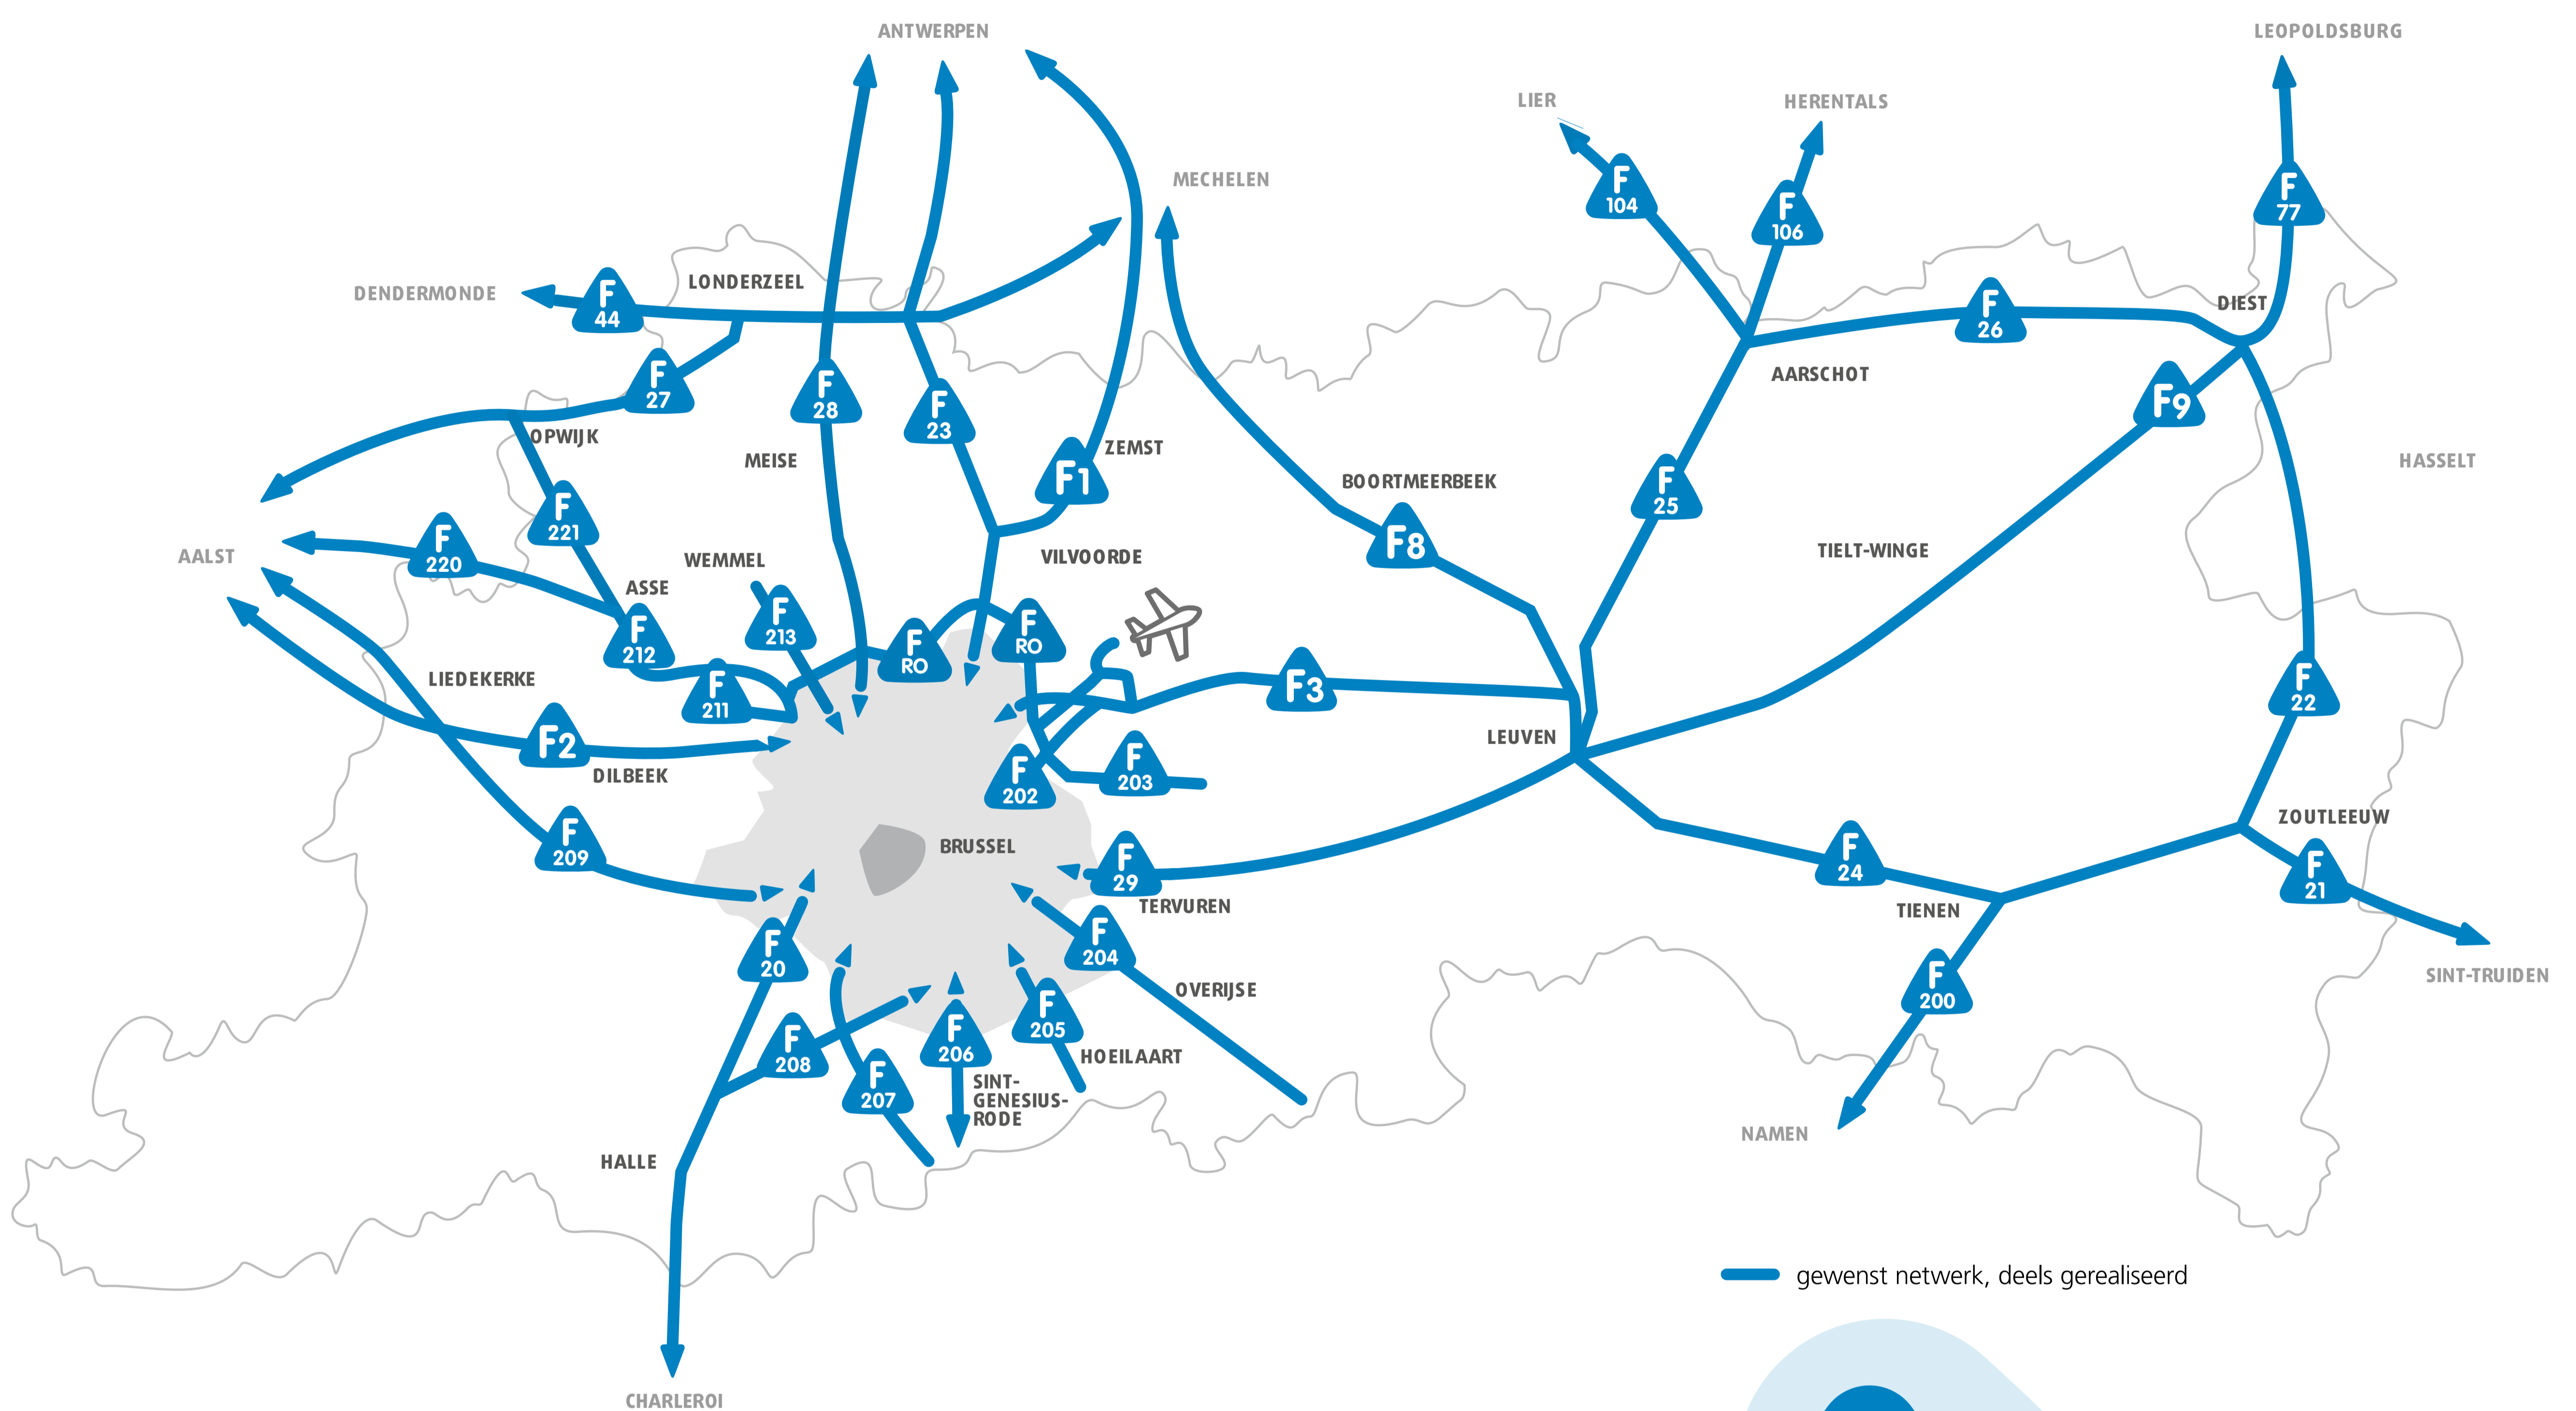 ANTWERPEN
LEOPOLDSBURG
LIER
HERENTALS
MECHELEN
F
104
F
106
F
77
DENDERMONDE
F
44
LONDERZEEL
F
26
DIEST
F
27
F
28
F
23
AARSCHOT
F9
OPWIJK
MEISE
F1
ZEMST
BOORTMEERBEEK
F
25
HASSELT
F
221
F
220
AALST
WEMMEL
VILVOORDE
F8
TIELT-WINGE
ASSE
F
212
F
213
F
RO
F
RO
LIEDEKERKE
F
211
F3
F
22
F2
DILBEEK
LEUVEN
F
202
F
203
F
209
BRUSSEL
F
29
TERVUREN
F
24
ZOUTLEEUW
F
21
TIENEN
F
20
F
204
OVERIJSE
F
200
SINT-TRUIDEN
F
208
F
207
F
206
F
205
HOEILAART
SINT-
GENESIUS-
RODE
HALLE
NAMEN
gewenst netwerk, deels gerealiseerd
CHARLEROI